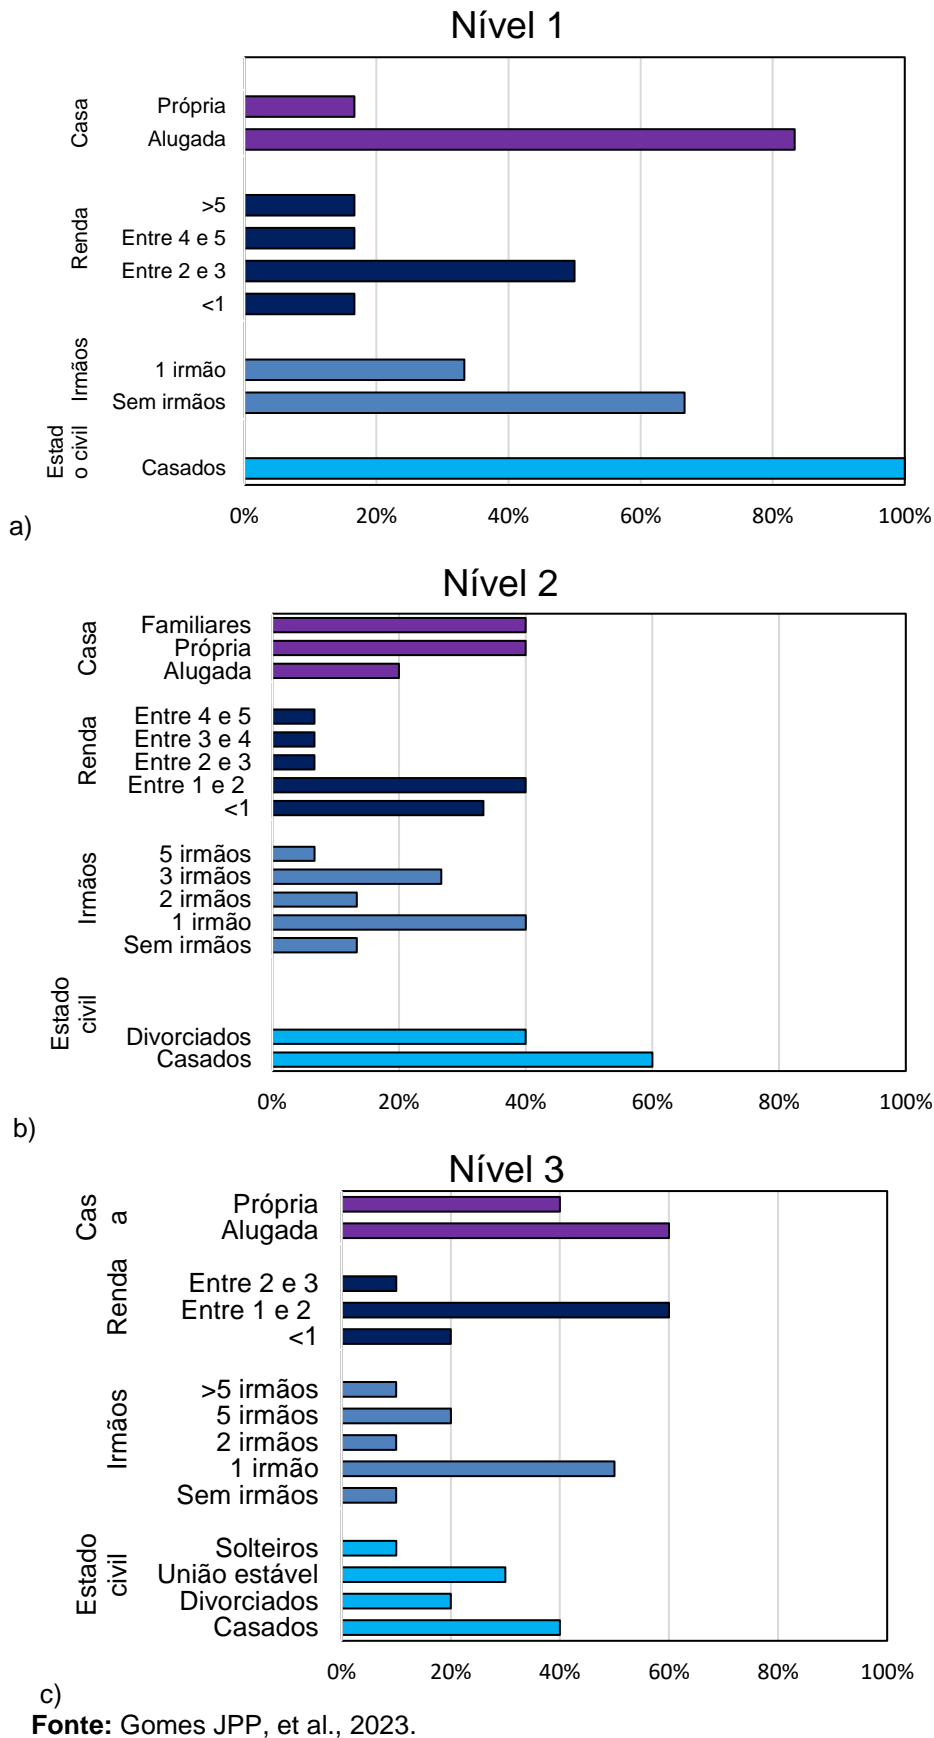 Nível 1
Casa
Própria
Alugada
Renda
>5
Entre 4 e 5
Entre 2 e 3
<1
Irmãos
1 irmão
Sem irmãos
Estad
o civil
Casados
0% 20% 40% 60% 80% 100%
a)
Nível 2
Casa
Familiares
Própria
Alugada
Renda
Entre 4 e 5
Entre 3 e 4
Entre 2 e 3
Entre 1 e 2
<1
Irmãos
5 irmãos
3 irmãos
2 irmãos
1 irmão
Sem irmãos
Estado
civil
Divorciados
Casados
0% 20% 40% 60% 80% 100%
b)
Nível 3
Cas
a
Própria
Alugada
Renda
Entre 2 e 3
Entre 1 e 2
<1
Irmãos
>5 irmãos
5 irmãos
2 irmãos
1 irmão
Sem irmãos
Estado
civil
Solteiros
União estável
Divorciados
Casados
0% 20% 40% 60% 80% 100%
c)
Fonte: Gomes JPP, et al., 2023.